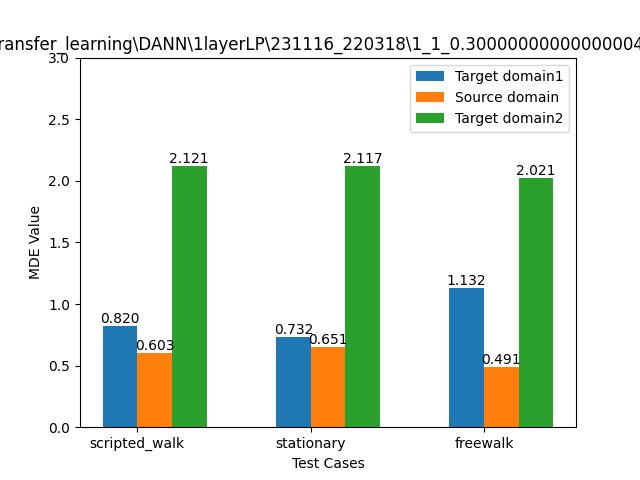 ransfer_learning\DANN\1layerLP\231116_220318\1_1_0.30000000000000004
Target domain1
Source domain
Target domain2
MDE Value
3.0
2.5
2.0
1.5
1.0
0.5
0.0
0.820
0.603
2.121
0.732
0.651
2.117
1.132
0.491
2.021
scripted_walk
stationary
freewalk
Test Cases